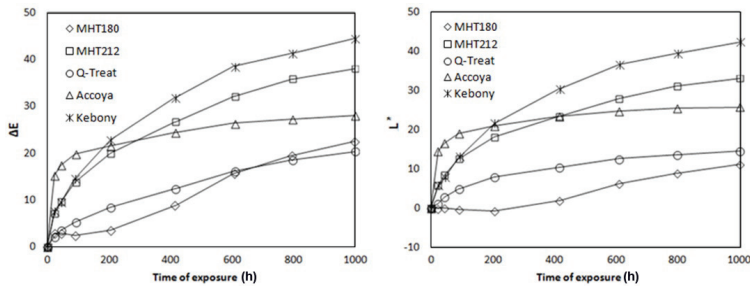 50
40
30
20
10
0
ΔE
MHT180
MHT212
Q-Treat
Accoya
Kebony
0 200 400 600 800 1000
Time of exposure (h)
50
40
30
20
10
0
-10
L*
MHT180
MHT212
Q-Treat
Accoya
Kebony
0 200 400 600 800 1000
Time of exposure (h)